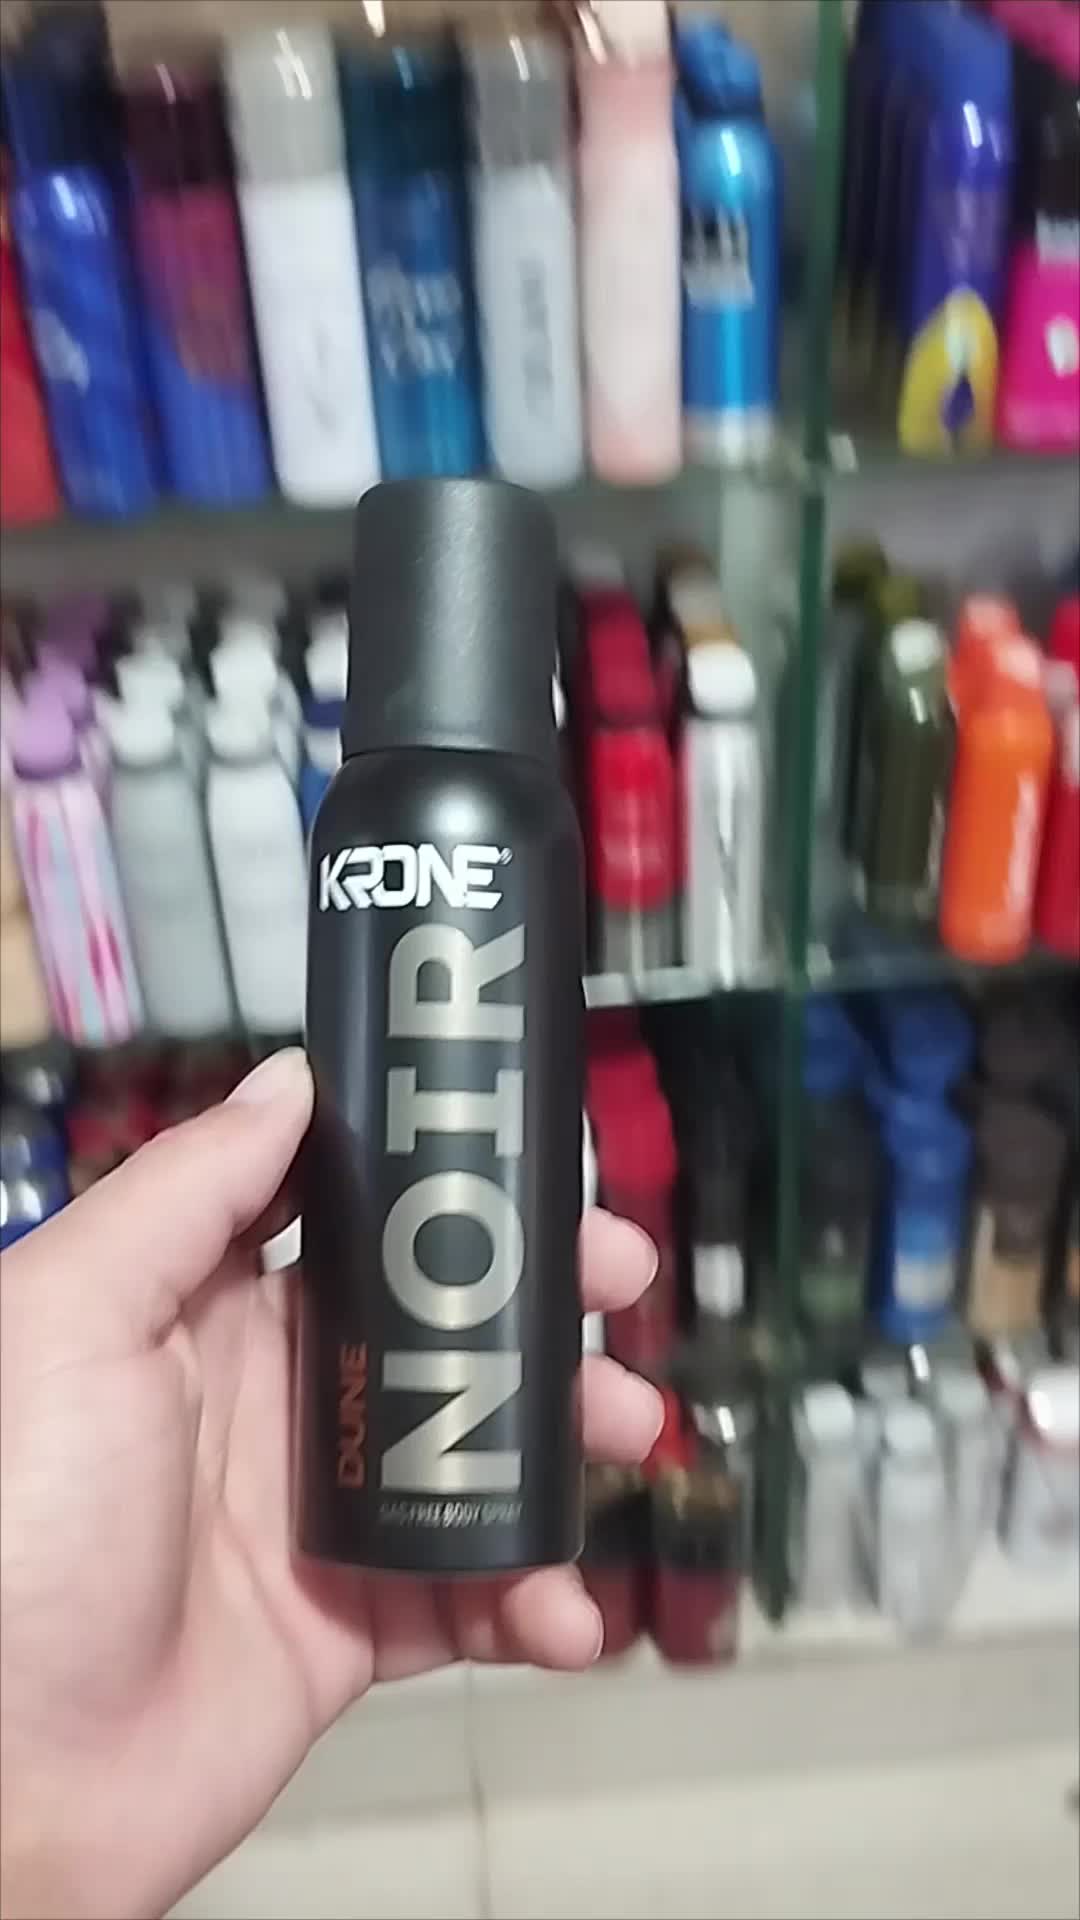 KRONE®
NOIR
DUNE
GAS FREE BODY SPRAY